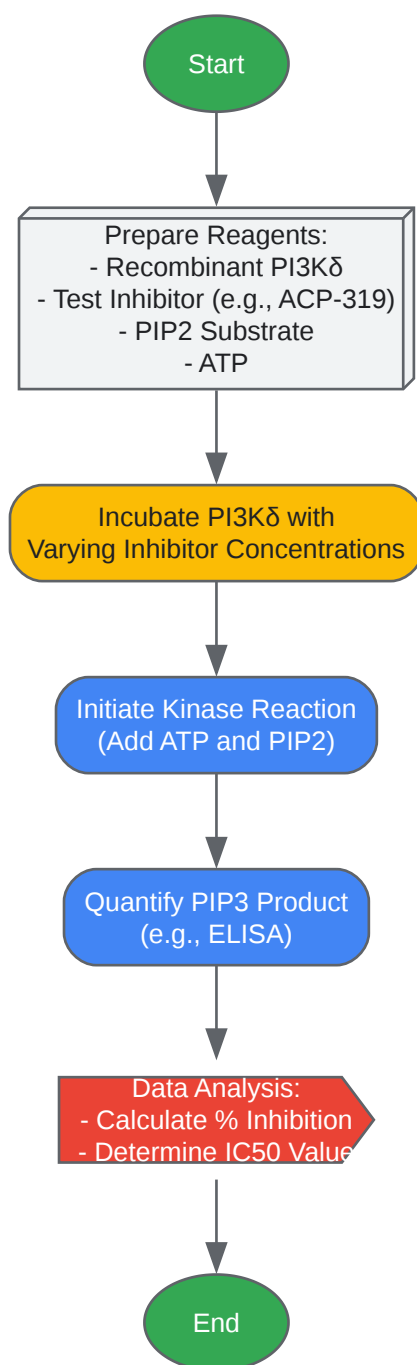 Start
Prepare Reagents:
- Recombinant PI3Kδ
- Test Inhibitor (e.g., ACP-319)
- PIP2 Substrate
- ATP
Incubate PI3Kδ with
Varying Inhibitor Concentrations
Initiate Kinase Reaction
(Add ATP and PIP2)
Quantify PIP3 Product
(e.g., ELISA)
Data Analysis:
- Calculate % Inhibition
- Determine IC50 Value
End